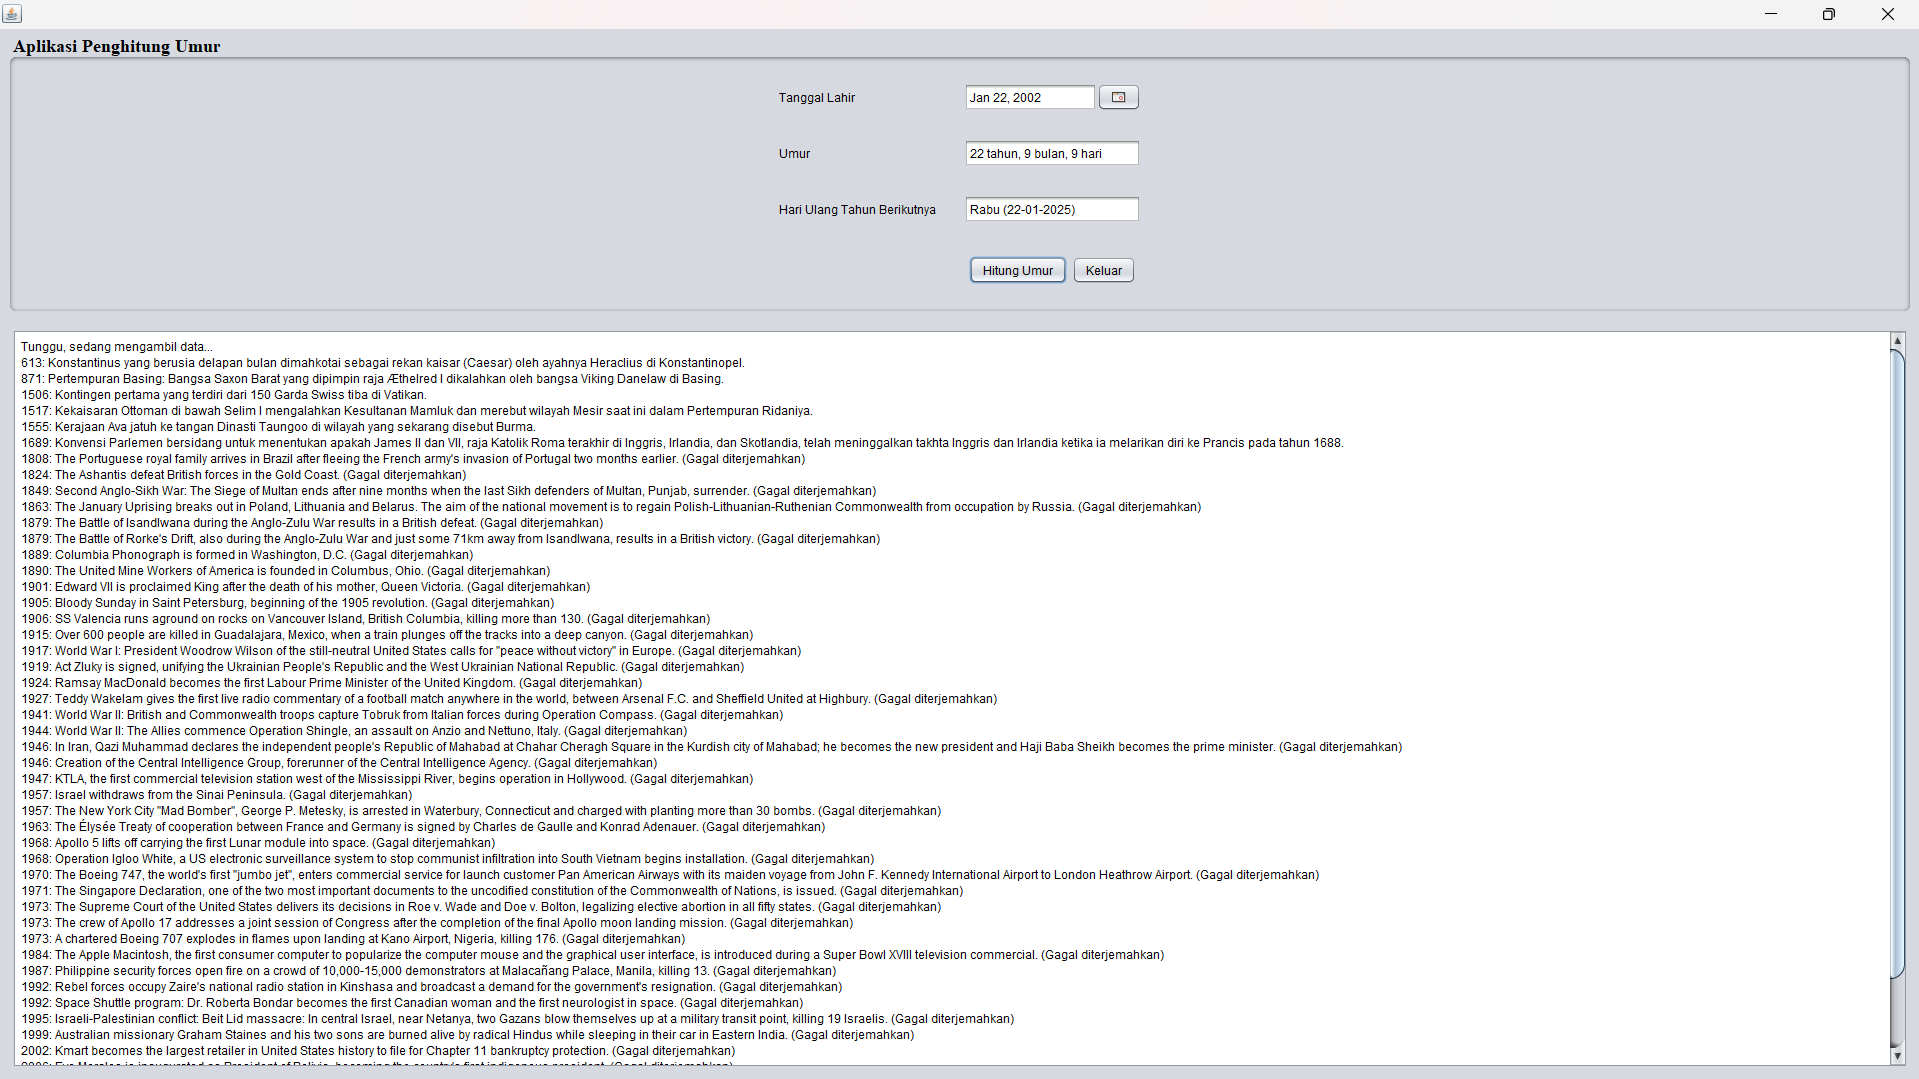 Aplikasi Penghitung Umur
Tanggal Lahir Jan 22, 2002
Umur 22 tahun, 9 bulan, 9 hari
Hari Ulang Tahun Berikutnya Rabu (22-01-2025)
Hitung Umur Keluar
Tunggu, sedang mengambil data...
613: Konstantinus yang berusia delapan bulan dimahkotai sebagai rekan kaisar (Caesar) oleh ayahnya Heraclius di Konstantinopel.
871: Pertempuran Basing: Bangsa Saxon Barat yang dipimpin raja Æthelred I dikalahkan oleh bangsa Viking Danelaw di Basing.
1506: Kontingen pertama yang terdiri dari 150 Garda Swiss tiba di Vatikan.
1517: Kekaisaran Ottoman di bawah Selim I mengalahkan Kesultanan Mamluk dan merebut wilayah Mesir saat ini dalam Pertempuran Ridaniya.
1555: Kerajaan Ava jatuh ke tangan Dinasti Taungoo di wilayah yang sekarang disebut Burma.
1689: Konvensi Parlemen bersidang untuk menentukan apakah James II dan VII, raja Katolik Roma terakhir di Inggris, Irlandia, dan Skotlandia, telah meninggalkan takhta Inggris dan Irlandia ketika ia melarikan diri ke Prancis pada tahun 1688.
1808: The Portuguese royal family arrives in Brazil after fleeing the French army's invasion of Portugal two months earlier. (Gagal diterjemahkan)
1824: The Ashantis defeat British forces in the Gold Coast. (Gagal diterjemahkan)
1849: Second Anglo-Sikh War: The Siege of Multan ends after nine months when the last Sikh defenders of Multan, Punjab, surrender. (Gagal diterjemahkan)
1863: The January Uprising breaks out in Poland, Lithuania and Belarus. The aim of the national movement is to regain Polish-Lithuanian-Ruthenian Commonwealth from occupation by Russia. (Gagal diterjemahkan)
1879: The Battle of Isandlwana during the Anglo-Zulu War results in a British defeat. (Gagal diterjemahkan)
1879: The Battle of Rorke's Drift, also during the Anglo-Zulu War and just some 71km away from Isandlwana, results in a British victory. (Gagal diterjemahkan)
1889: Columbia Phonograph is formed in Washington, D.C. (Gagal diterjemahkan)
1890: The United Mine Workers of America is founded in Columbus, Ohio. (Gagal diterjemahkan)
1901: Edward VII is proclaimed King after the death of his mother, Queen Victoria. (Gagal diterjemahkan)
1905: Bloody Sunday in Saint Petersburg, beginning of the 1905 revolution. (Gagal diterjemahkan)
1906: SS Valencia runs aground on rocks on Vancouver Island, British Columbia, killing more than 130. (Gagal diterjemahkan)
1915: Over 600 people are killed in Guadalajara, Mexico, when a train plunges off the tracks into a deep canyon. (Gagal diterjemahkan)
1917: World War I: President Woodrow Wilson of the still-neutral United States calls for "peace without victory" in Europe. (Gagal diterjemahkan)
1919: Act Zluky is signed, unifying the Ukrainian People's Republic and the West Ukrainian National Republic. (Gagal diterjemahkan)
1924: Ramsay MacDonald becomes the first Labour Prime Minister of the United Kingdom. (Gagal diterjemahkan)
1927: Teddy Wakelam gives the first live radio commentary of a football match anywhere in the world, between Arsenal F.C. and Sheffield United at Highbury. (Gagal diterjemahkan)
1941: World War II: British and Commonwealth troops capture Tobruk from Italian forces during Operation Compass. (Gagal diterjemahkan)
1944: World War II: The Allies commence Operation Shingle, an assault on Anzio and Nettuno, Italy. (Gagal diterjemahkan)
1946: In Iran, Qazi Muhammad declares the independent people's Republic of Mahabad at Chahar Cheragh Square in the Kurdish city of Mahabad; he becomes the new president and Haji Baba Sheikh becomes the prime minister. (Gagal diterjemahkan)
1946: Creation of the Central Intelligence Group, forerunner of the Central Intelligence Agency. (Gagal diterjemahkan)
1947: KTLA, the first commercial television station west of the Mississippi River, begins operation in Hollywood. (Gagal diterjemahkan)
1957: Israel withdraws from the Sinai Peninsula. (Gagal diterjemahkan)
1957: The New York City "Mad Bomber", George P. Metesky, is arrested in Waterbury, Connecticut and charged with planting more than 30 bombs. (Gagal diterjemahkan)
1963: The Élysée Treaty of cooperation between France and Germany is signed by Charles de Gaulle and Konrad Adenauer. (Gagal diterjemahkan)
1968: Apollo 5 lifts off carrying the first Lunar module into space. (Gagal diterjemahkan)
1968: Operation Igloo White, a US electronic surveillance system to stop communist infiltration into South Vietnam begins installation. (Gagal diterjemahkan)
1970: The Boeing 747, the world's first "jumbo jet", enters commercial service for launch customer Pan American Airways with its maiden voyage from John F. Kennedy International Airport to London Heathrow Airport. (Gagal diterjemahkan)
1971: The Singapore Declaration, one of the two most important documents to the uncodified constitution of the Commonwealth of Nations, is issued. (Gagal diterjemahkan)
1973: The Supreme Court of the United States delivers its decisions in Roe v. Wade and Doe v. Bolton, legalizing elective abortion in all fifty states. (Gagal diterjemahkan)
1973: The crew of Apollo 17 addresses a joint session of Congress after the completion of the final Apollo moon landing mission. (Gagal diterjemahkan)
1973: A chartered Boeing 707 explodes in flames upon landing at Kano Airport, Nigeria, killing 176. (Gagal diterjemahkan)
1984: The Apple Macintosh, the first consumer computer to popularize the computer mouse and the graphical user interface, is introduced during a Super Bowl XVIII television commercial. (Gagal diterjemahkan)
1987: Philippine security forces open fire on a crowd of 10,000-15,000 demonstrators at Malacañang Palace, Manila, killing 13. (Gagal diterjemahkan)
1992: Rebel forces occupy Zaire's national radio station in Kinshasa and broadcast a demand for the government's resignation. (Gagal diterjemahkan)
1992: Space Shuttle program: Dr. Roberta Bondar becomes the first Canadian woman and the first neurologist in space. (Gagal diterjemahkan)
1995: Israeli-Palestinian conflict: Beit Lid massacre: In central Israel, near Netanya, two Gazans blow themselves up at a military transit point, killing 19 Israelis. (Gagal diterjemahkan)
1999: Australian missionary Graham Staines and his two sons are burned alive by radical Hindus while sleeping in their car in Eastern India. (Gagal diterjemahkan)
2002: Kmart becomes the largest retailer in United States history to file for Chapter 11 bankruptcy protection. (Gagal diterjemahkan)